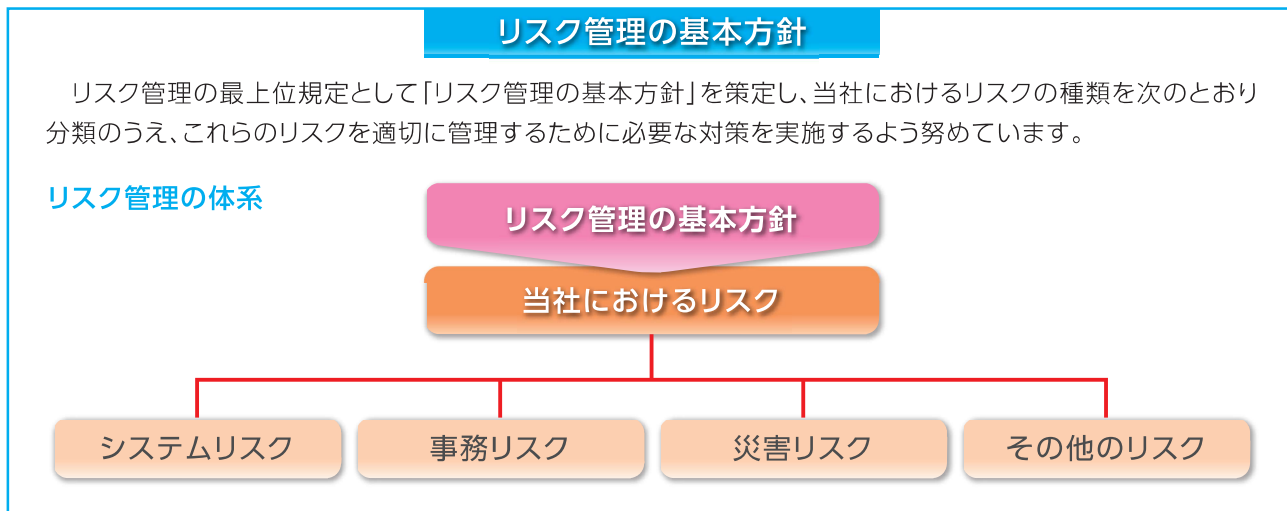 リスク管理の基本方針
リスク管理の最上位規定として「リスク管理の基本方針」を策定し、当社におけるリスクの種類を次のとおり
分類のうえ、これらのリスクを適切に管理するために必要な対策を実施するよう努めています。
リスク管理の体系
リスク管理の基本方針
当社におけるリスク
システムリスク
事務リスク
災害リスク
その他のリスク